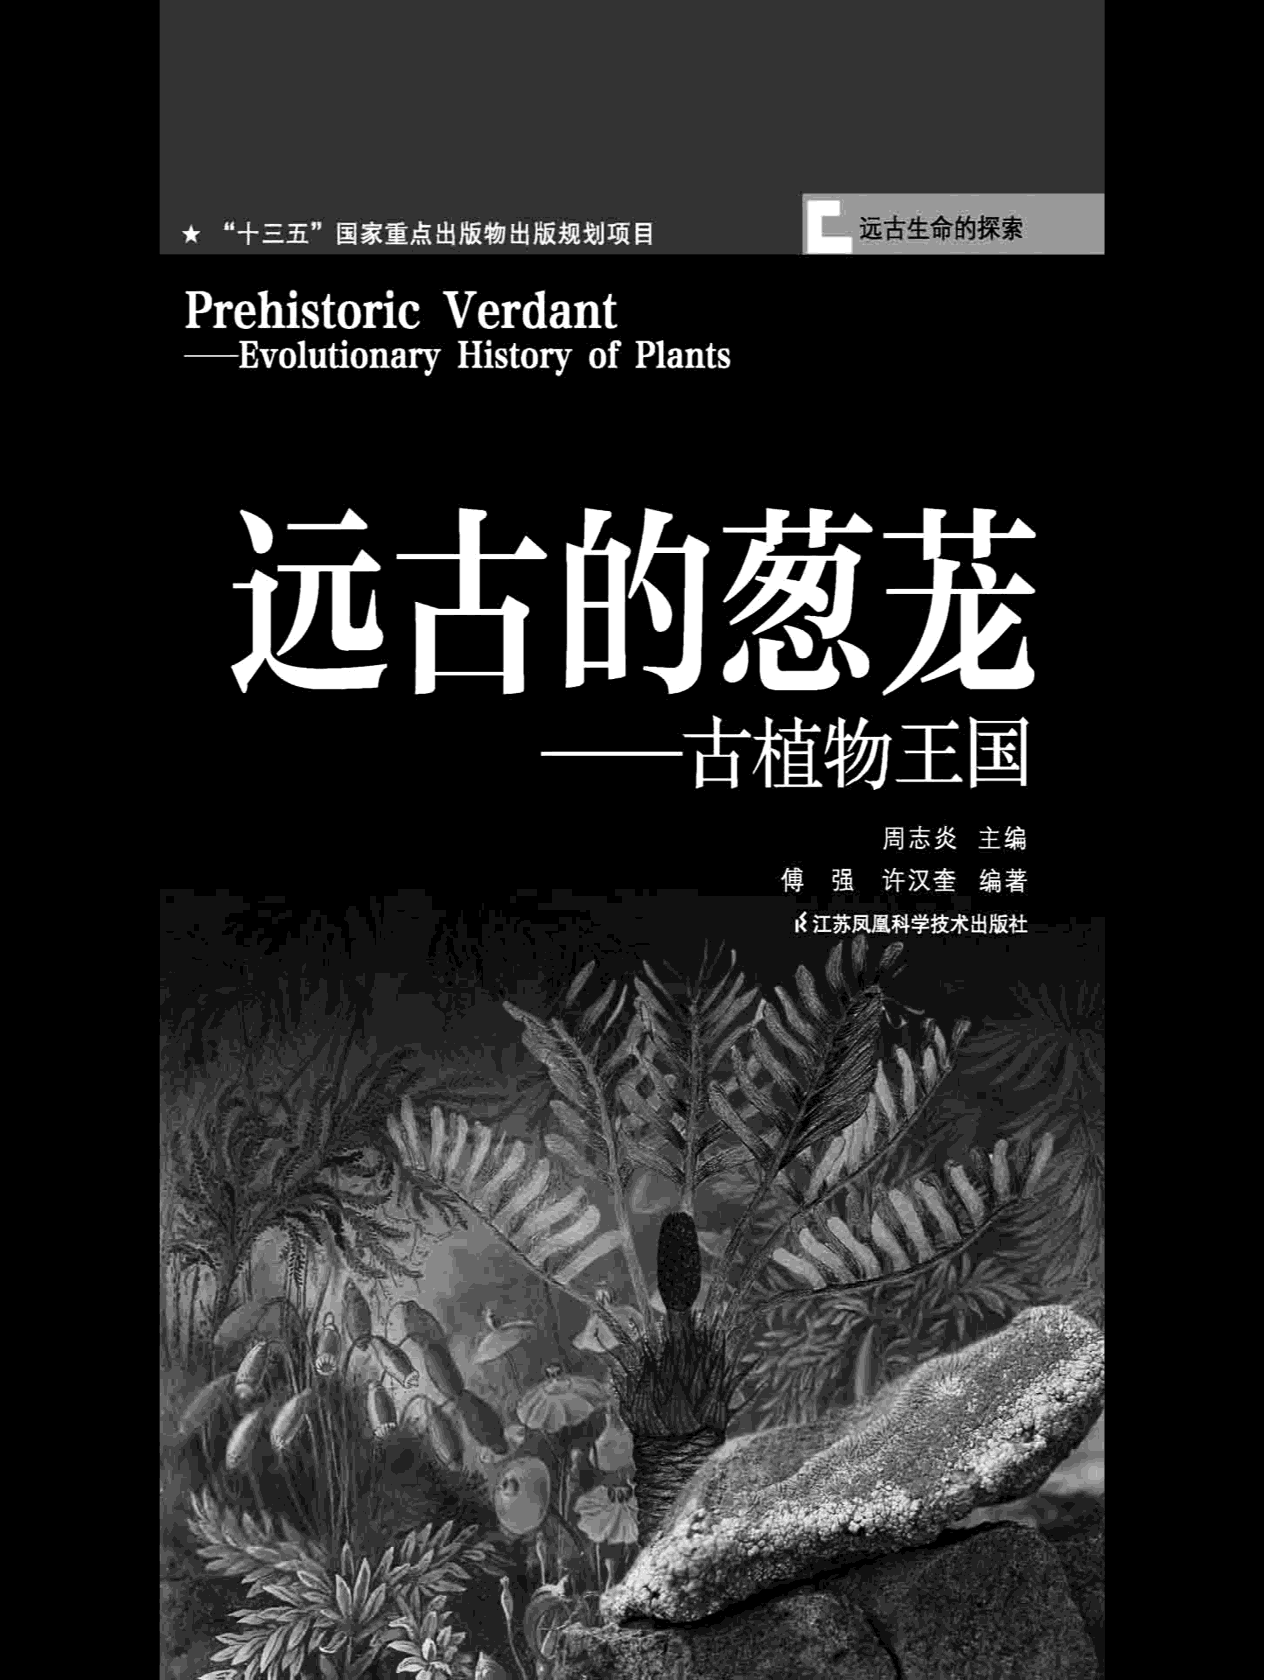 ★ “十三五”国家重点出版物出版规划项目
远古生命的探索
Prehistoric Verdant
——Evolutionary History of Plants
远古的葱茏
——古植物王国
周志炎 主编
傅 强 许汉奎 编著
江苏凤凰科学技术出版社